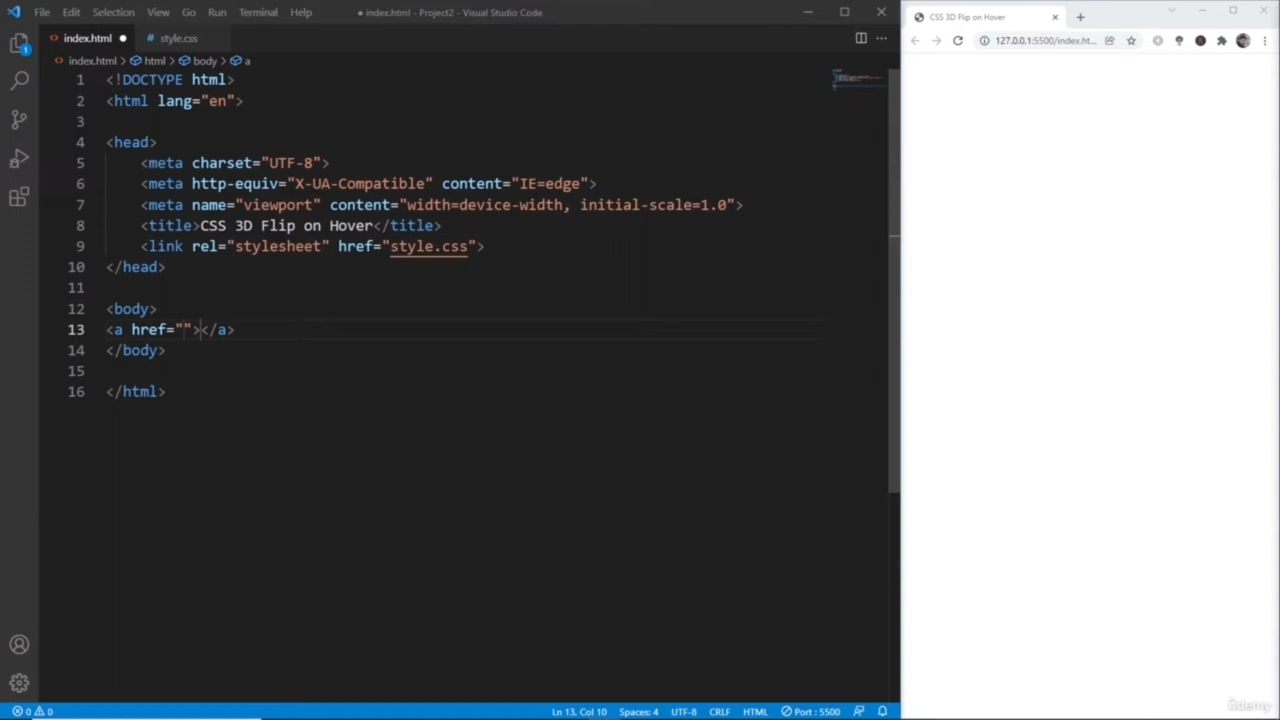 File Edit Selection View Go Run Terminal Help
● index.html - Project2 - Visual Studio Code
CSS 3D Flip on Hover
index.html ● # style.css
127.0.0.1:5500/index.ht...
index.html > html > body > a
1
1 <!DOCTYPE html>
2 <html lang="en">
3
4 <head>
5 <meta charset="UTF-8">
6 <meta http-equiv="X-UA-Compatible" content="IE=edge">
7 <meta name="viewport" content="width=device-width, initial-scale=1.0">
8 <title>CSS 3D Flip on Hover</title>
9 <link rel="stylesheet" href="style.css">
10 </head>
11
12 <body>
13 <a href=""></a>
14 </body>
15
16 </html>
0 0
Ln 13, Col 10 Spaces: 4 UTF-8 CRLF HTML Port : 5500
ûdemy